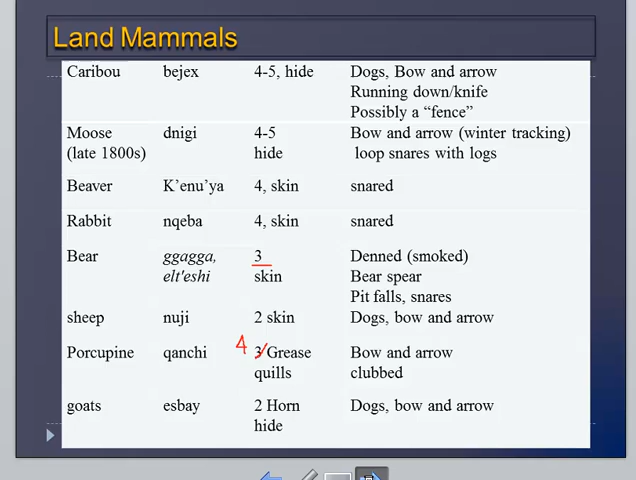 Land Mammals
Caribou bejex 4-5, hide Dogs, Bow and arrow
Running down/knife
Possibly a “fence”
Moose dnigi 4-5 Bow and arrow (winter tracking)
(late 1800s) hide loop snares with logs
Beaver K’enu’ya 4, skin snared
Rabbit nqeba 4, skin snared
Bear ggagga, 3 Denned (smoked)
elt'eshi skin Bear spear
Pit falls, snares
sheep nuji 2 skin Dogs, bow and arrow
Porcupine qanchi 4 3 Grease Bow and arrow
quills clubbed
goats esbay 2 Horn Dogs, bow and arrow
hide